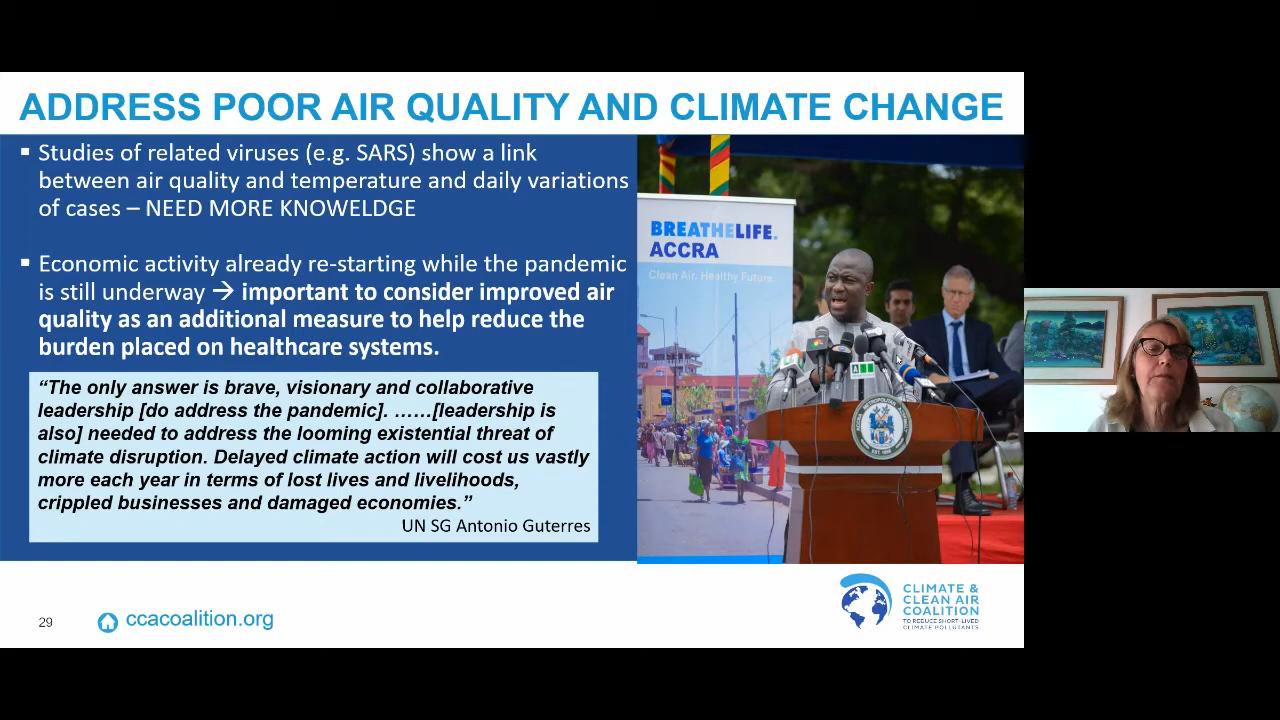 ADDRESS POOR AIR QUALITY AND CLIMATE CHANGE
▪ Studies of related viruses (e.g. SARS) show a link
between air quality and temperature and daily variations
of cases – NEED MORE KNOWELDGE
▪ Economic activity already re-starting while the pandemic
is still underway → important to consider improved air
quality as an additional measure to help reduce the
burden placed on healthcare systems.
“The only answer is brave, visionary and collaborative
leadership [do address the pandemic]. ……[leadership is
also] needed to address the looming existential threat of
climate disruption. Delayed climate action will cost us vastly
more each year in terms of lost lives and livelihoods,
crippled businesses and damaged economies.”
UN SG Antonio Guterres
BREATHELIFE.
ACCRA
Clean Air. Healthy Future.
29
ccacoalition.org
CLIMATE &
CLEAN AIR
COALITION
TO REDUCE SHORT-LIVED
CLIMATE POLLUTANTS